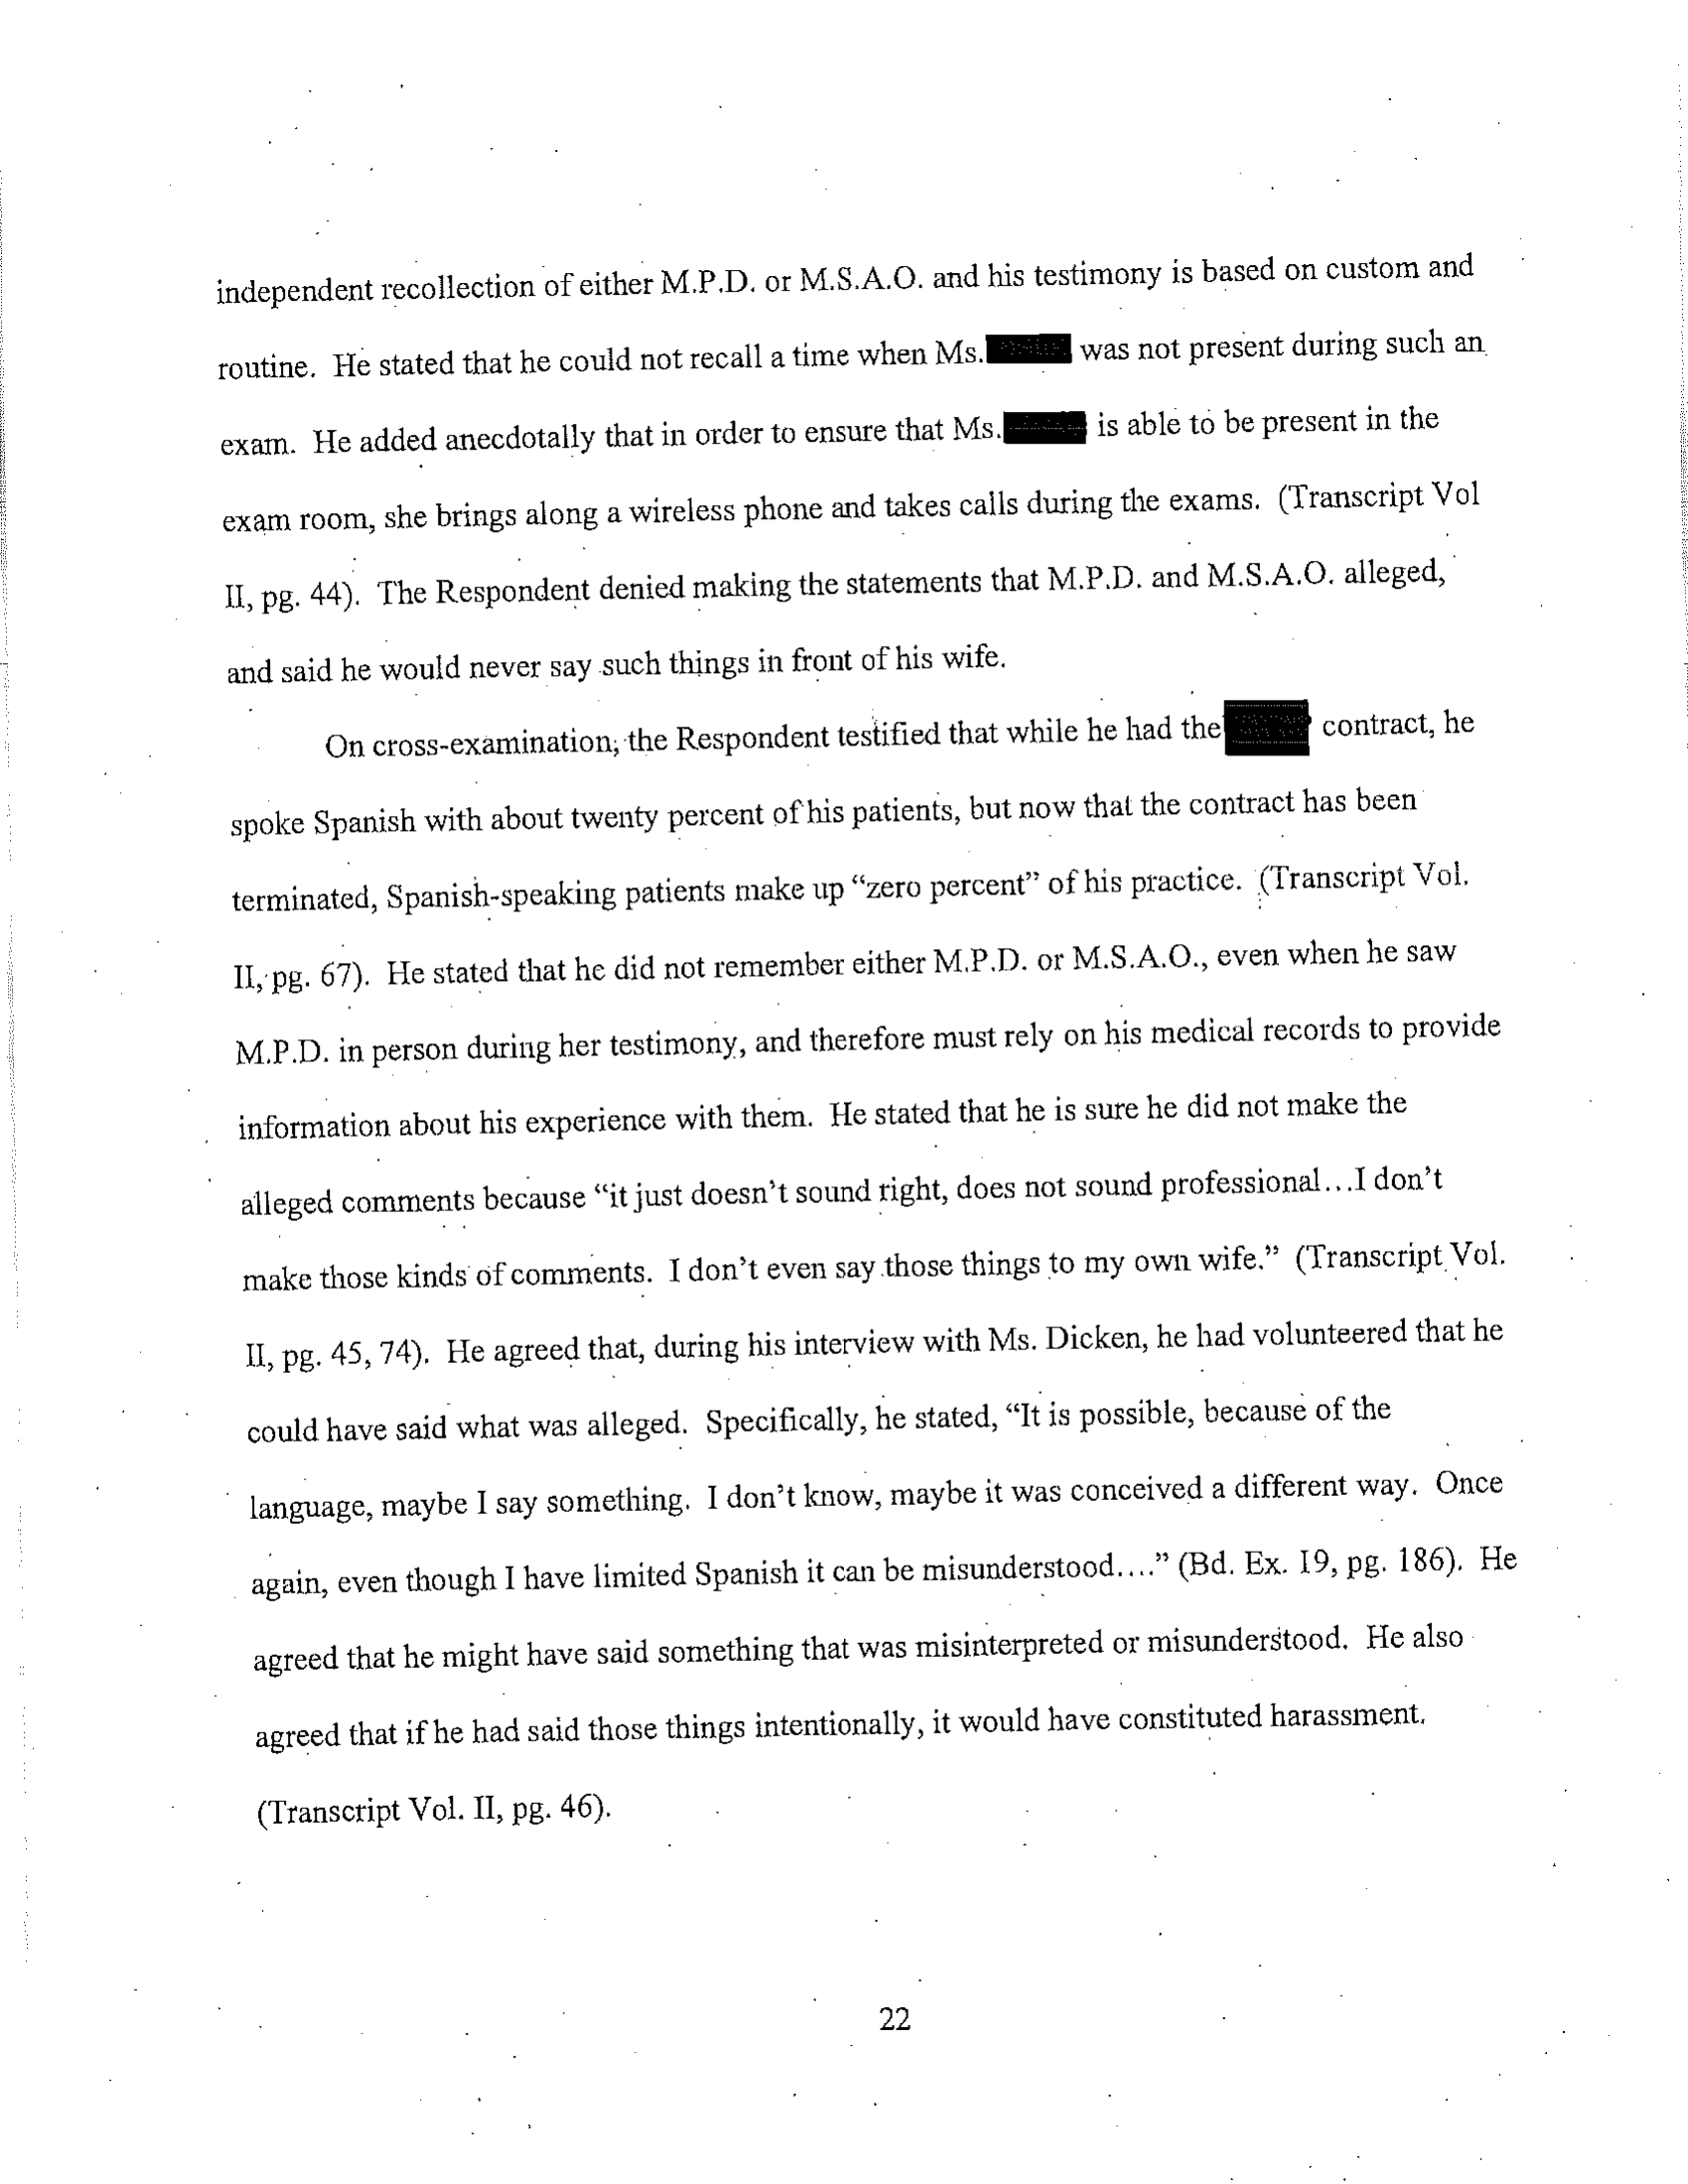 independent recollection of either M.P.D. or M.S.A.O. and his testimony is based on custom and
routine.  He stated that he could not recall a time when Ms. was not present during such an
exam.  He added anecdotally that in order to ensure that Ms. is able to be present in the
exam room, she brings along a wireless phone and takes calls during the exams.  (Transcript Vol
II, pg. 44).  The Respondent denied making the statements that M.P.D. and M.S.A.O. alleged,
and said he would never say such things in front of his wife.
On cross-examination, the Respondent testified that while he had the contract, he
spoke Spanish with about twenty percent of his patients, but now that the contract has been
terminated, Spanish-speaking patients make up “zero percent” of his practice.  (Transcript Vol.
II, pg. 67).  He stated that he did not remember either M.P.D. or M.S.A.O., even when he saw
M.P.D. in person during her testimony, and therefore must rely on his medical records to provide
information about his experience with them.  He stated that he is sure he did not make the
alleged comments because “it just doesn’t sound right, does not sound professional…I don’t
make those kinds of comments.  I don’t even say those things to my own wife.”  (Transcript Vol.
II, pg. 45, 74).  He agreed that, during his interview with Ms. Dicken, he had volunteered that he
could have said what was alleged.  Specifically, he stated, “It is possible, because of the
language, maybe I say something.  I don’t know, maybe it was conceived a different way.  Once
again, even though I have limited Spanish it can be misunderstood….” (Bd. Ex. 19, pg. 186).  He
agreed that he might have said something that was misinterpreted or misunderstood.  He also
agreed that if he had said those things intentionally, it would have constituted harassment.
(Transcript Vol. II, pg. 46).
22